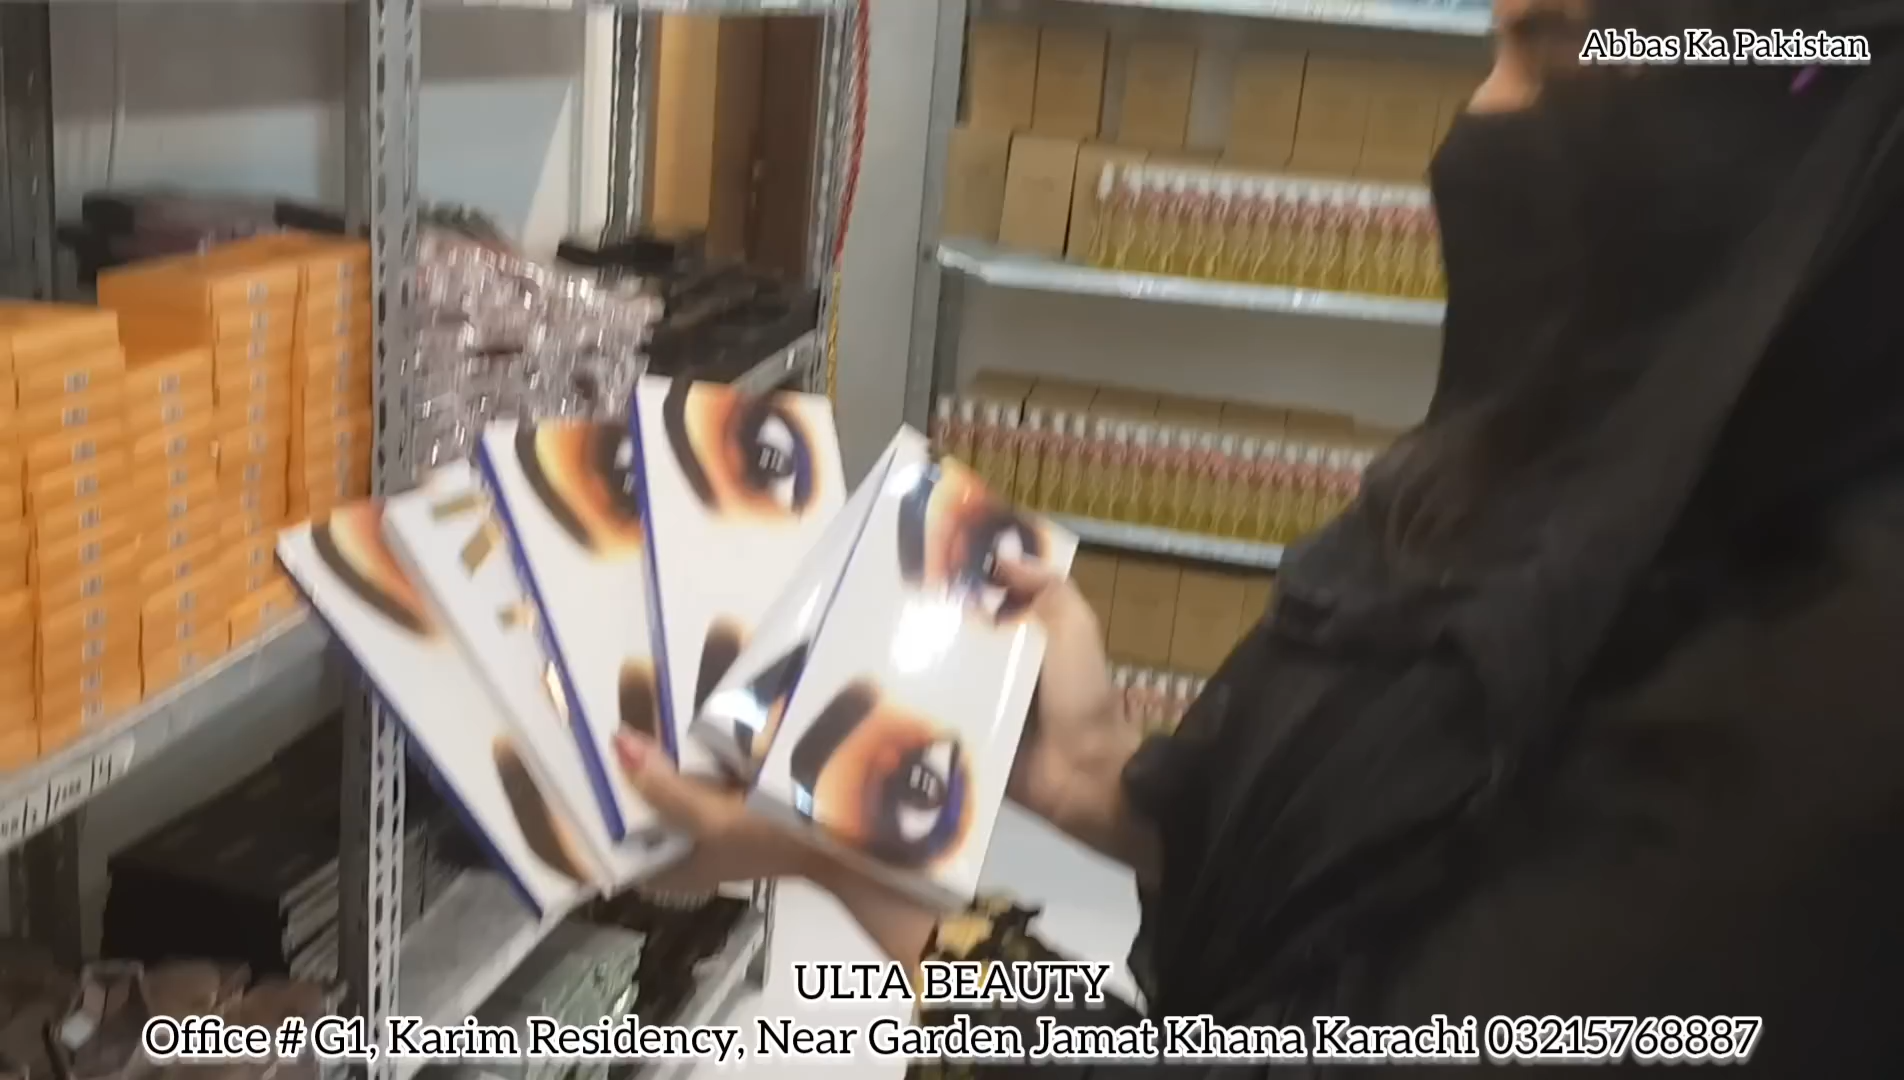 Abbas Ka Pakistan
ULTA BEAUTY
Office # G1, Karim Residency, Near Garden Jamat Khana Karachi 03215768887